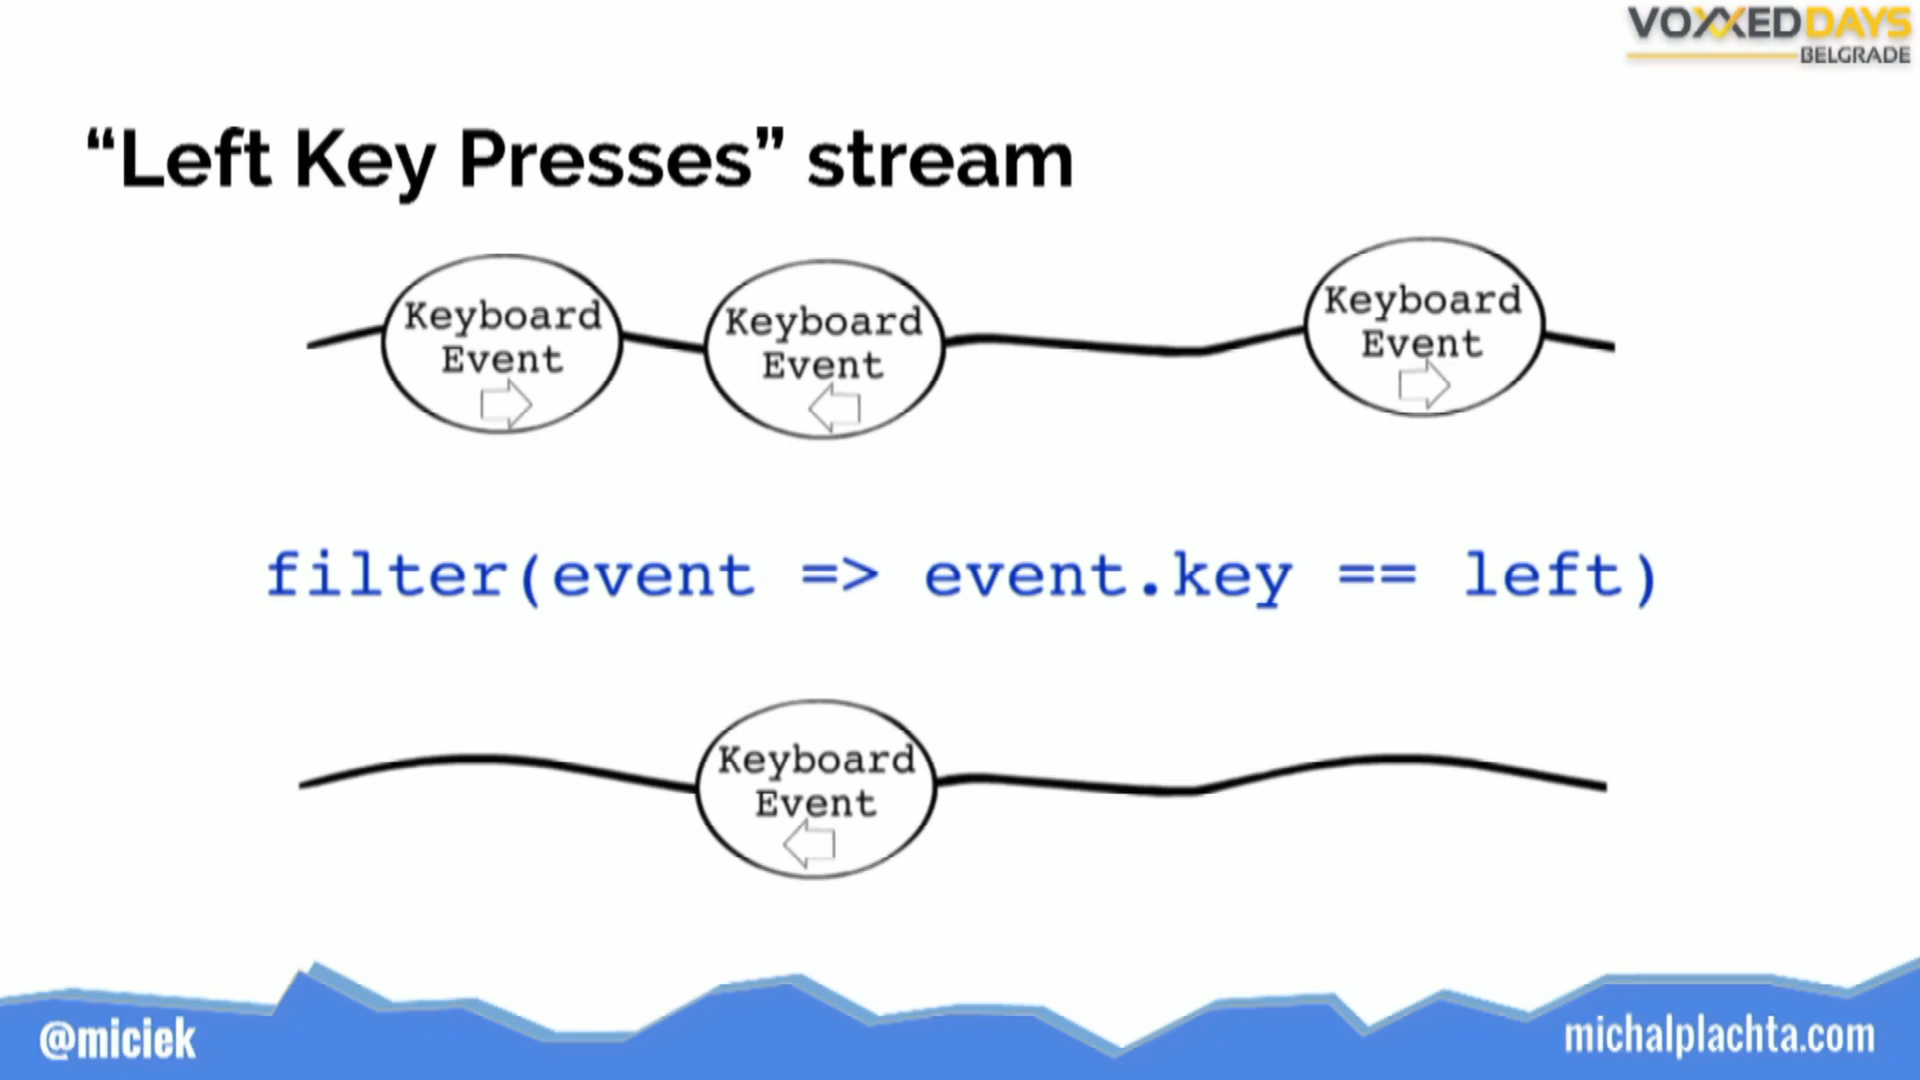 VOXXEDDAYS
BELGRADE
“Left Key Presses” stream
Keyboard
Event
Keyboard
Event
Keyboard
Event
filter(event => event.key == left)
Keyboard
Event
@miciek
michalplachta.com